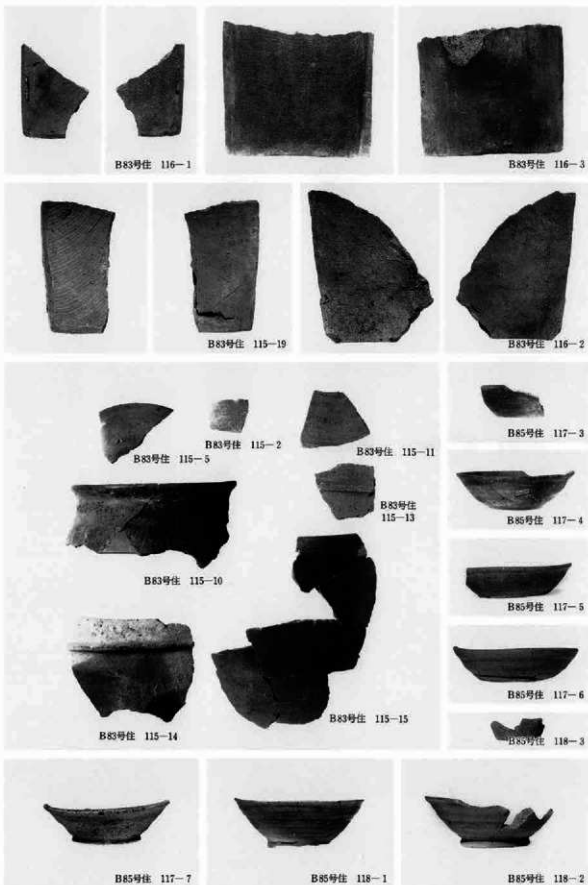 B83号住 116—1
B83号住 116—3
B83号住 115—19
B83号住 116—2
B83号住 115—5
B83号住 115—2
B83号住 115—11
B83号住
115—13
B83号住 115—10
B83号住 115—14
B83号住 115—15
B85号住 117—3
B85号住 117—4
B85号住 117—5
B85号住 117—6
B85号住 118—3
B85号住 117—7
B85号住 118—1
B85号住 118—2